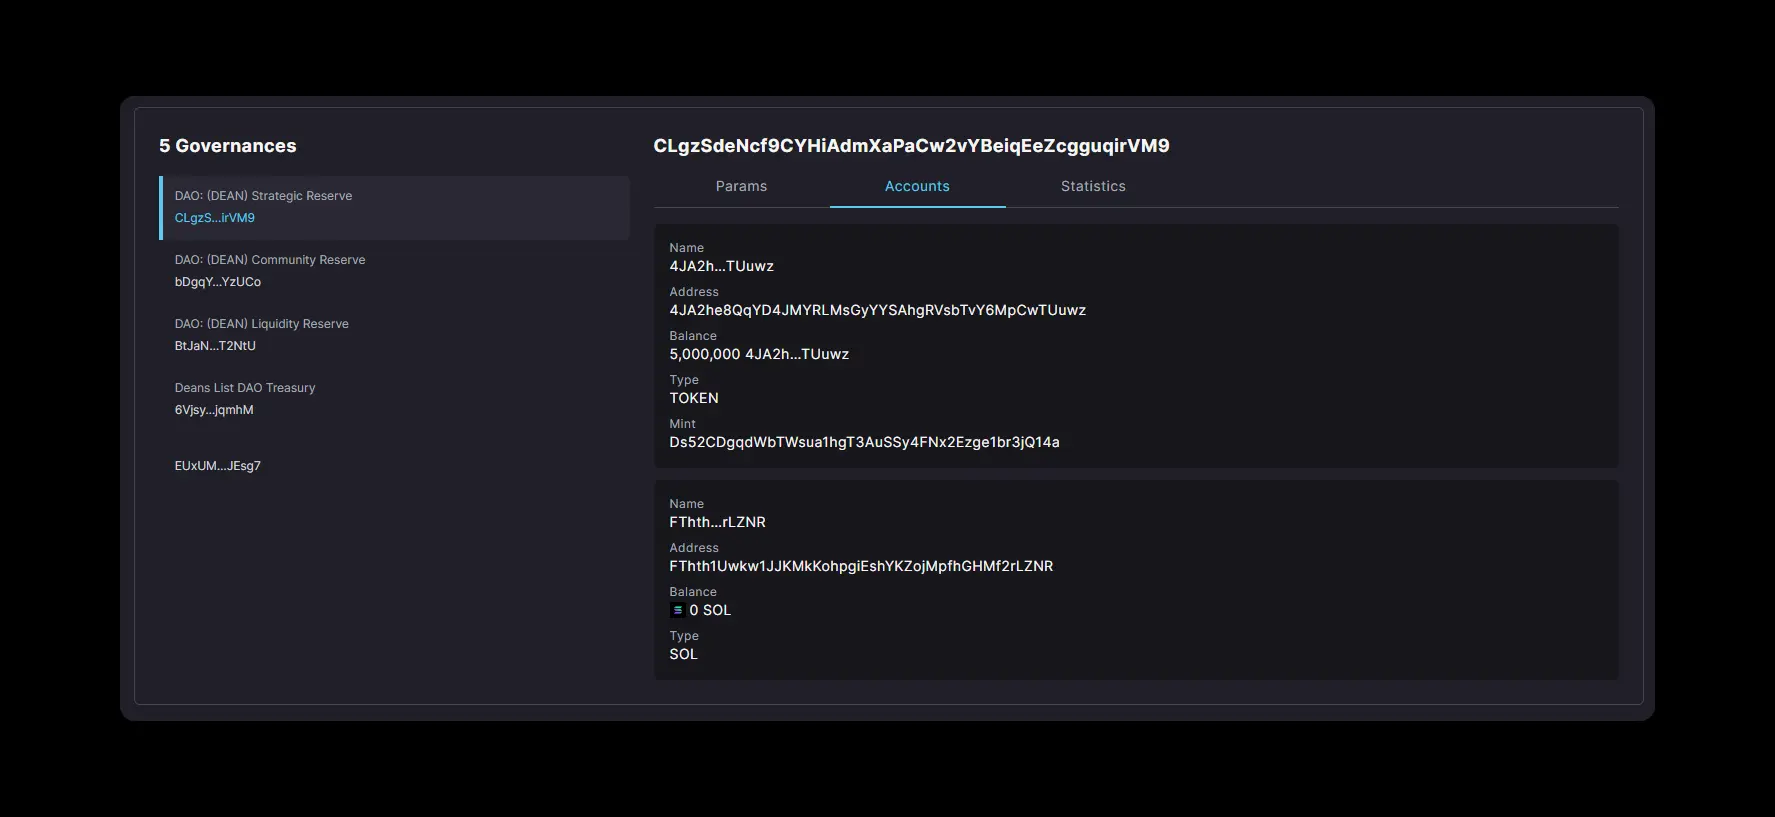 5 Governances
DAO: (DEAN) Strategic Reserve
CLgzS...irVM9
DAO: (DEAN) Community Reserve
bDgqY...YzUCo
DAO: (DEAN) Liquidity Reserve
BtJaN...T2NtU
Deans List DAO Treasury
6Vjsy...jqmhM
EUxUM...JEsg7
CLgzSdeNcf9CYHiAdmXaPaCw2vYBeiqEeZcgguqirVM9
Params
Accounts
Statistics
Name
4JA2h...TUuwz
Address
4JA2he8QqYD4JMYRLMsGyYYSAhgRVsbTvY6MpCwTUuwz
Balance
5,000,000 4JA2h...TUuwz
Type
TOKEN
Mint
Ds52CDgqdWbTWsua1hgT3AuSSy4FNx2Ezge1br3jQ14a
Name
FThth...rLZNR
Address
FThth1Uwkw1JJKMkKohpgiEshYKZojMpfhGHMf2rLZNR
Balance
0 SOL
Type
SOL